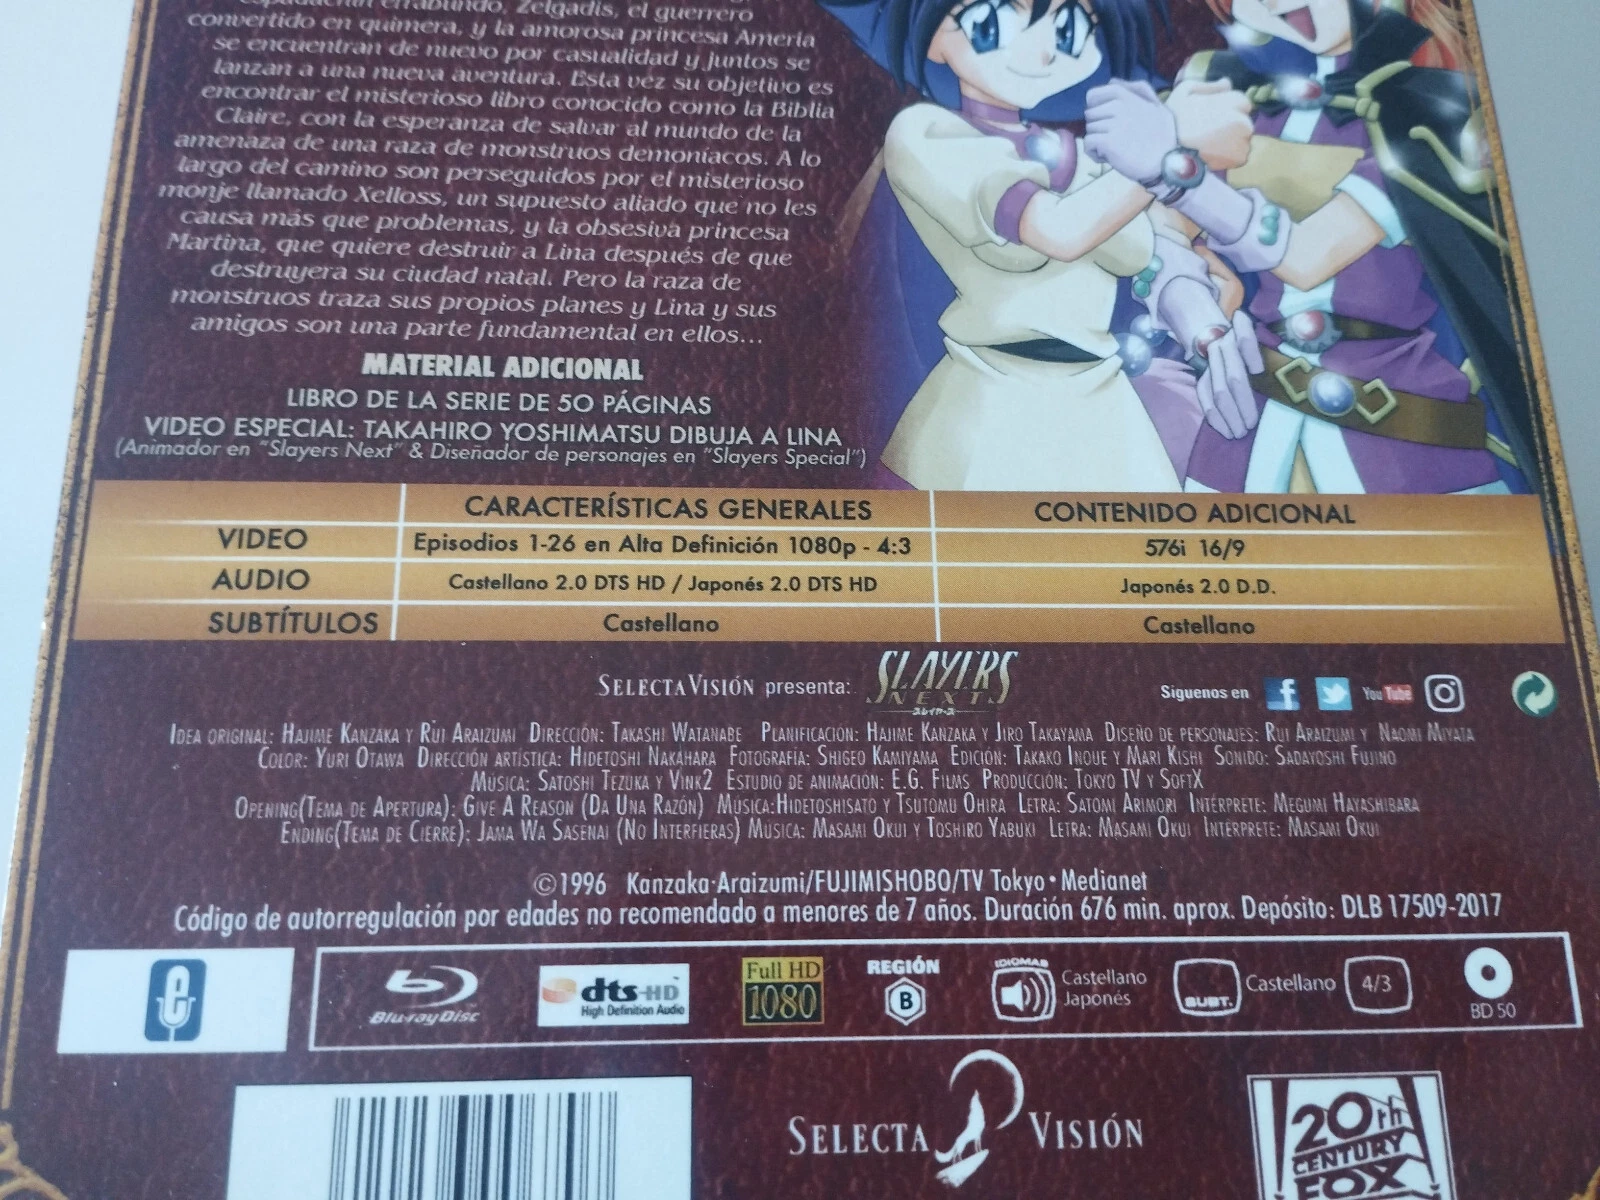 espadachín errabundo, Zelgadis, el guerrero
convertido en quimera, y la amorosa princesa Ameria
se encuentran de nuevo por casualidad y juntos se
lanzan a una nueva aventura. Esta vez su objetivo es
encontrar el misterioso libro conocido como la Biblia
Claire, con la esperanza de salvar al mundo de la
amenaza de una raza de monstruos demoníacos. A lo
largo del camino son perseguidos por el misterioso
monje llamado Xelloss, un supuesto aliado que no les
causa más que problemas, y la obsesiva princesa
Martina, que quiere destruir a Lina después de que
destruyera su ciudad natal. Pero la raza de
monstruos traza sus propios planes y Lina y sus
amigos son una parte fundamental en ellos...
MATERIAL ADICIONAL
LIBRO DE LA SERIE DE 50 PÁGINAS
VIDEO ESPECIAL: TAKAHIRO YOSHIMATSU DIBUJA A LINA
(Animador en "Slayers Next" & Diseñador de personajes en "Slayers Special")
CARACTERÍSTICAS GENERALES CONTENIDO ADICIONAL
VIDEO Episodios 1-26 en Alta Definición 1080p - 4:3 576i 16/9
AUDIO Castellano 2.0 DTS HD / Japonés 2.0 DTS HD Japonés 2.0 D.D.
SUBTÍTULOS Castellano Castellano
SELECTAVISIÓN presenta: SLAYERS NEXT スレイヤーズ Síguenos en f YouTube
IDEA ORIGINAL: HAJIME KANZAKA Y RUI ARAIZUMI DIRECCIÓN: TAKASHI WATANABE PLANIFICACIÓN: HAJIME KANZAKA Y JIRO TAKAYAMA DISEÑO DE PERSONAJES: RUI ARAIZUMI Y NAOMI MIYATA
COLOR: YURI OTAWA DIRECCIÓN ARTÍSTICA: HIDETOSHI NAKAHARA FOTOGRAFÍA: SHIGEO KAMIYAMA EDICIÓN: TAKAKO INOUE Y MARI KISHI SONIDO: SADAYOSHI FUJINO
MÚSICA: SATOSHI TEZUKA Y VINK2 ESTUDIO DE ANIMACIÓN: E.G. FILMS PRODUCCIÓN: TOKYO TV Y SOFTX
OPENING(TEMA DE APERTURA): GIVE A REASON (DA UNA RAZÓN) MÚSICA:HIDETOSHISATO Y TSUTOMU OHIRA LETRA: SATOMI ARIMORI INTÉRPRETE: MEGUMI HAYASHIBARA
ENDING(TEMA DE CIERRE): JAMA WA SASENAI (NO INTERFIERAS) MÚSICA: MASAMI OKUI Y TOSHIRO YABUKI LETRA: MASAMI OKUI INTÉRPRETE: MASAMI OKUI
©1996 Kanzaka·Araizumi/FUJIMISHOBO/TV Tokyo・Medianet
Código de autorregulación por edades no recomendado a menores de 7 años. Duración 676 min. aprox. Depósito: DLB 17509-2017
e
Blu-ray Disc
dts-HD
High Definition Audio
Full HD
1080
REGIÓN
B
IDIOMAS
Castellano
Japonés
SUBT.
Castellano
4/3
BD 50
SELECTA VISIÓN
20th
CENTURY
FOX